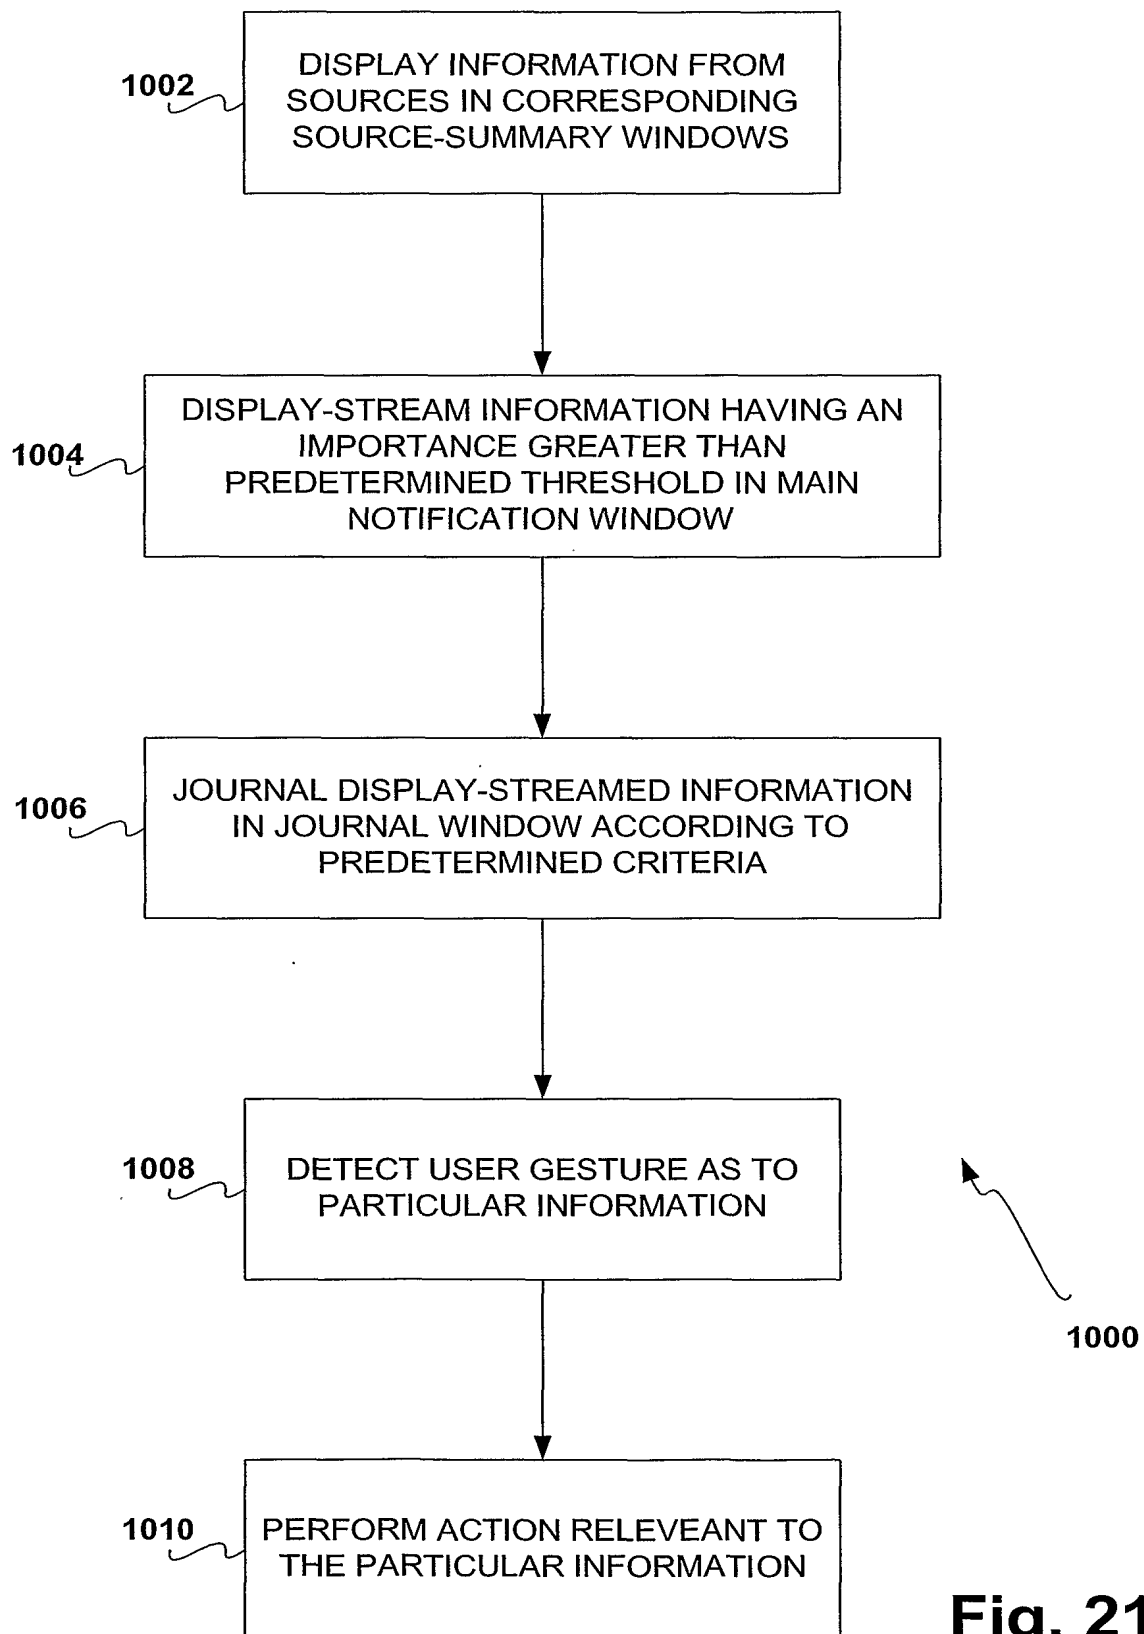 1002
DISPLAY INFORMATION FROM
SOURCES IN CORRESPONDING
SOURCE-SUMMARY WINDOWS
1004
DISPLAY-STREAM INFORMATION HAVING AN
IMPORTANCE GREATER THAN
PREDETERMINED THRESHOLD IN MAIN
NOTIFICATION WINDOW
1006
JOURNAL DISPLAY-STREAMED INFORMATION
IN JOURNAL WINDOW ACCORDING TO
PREDETERMINED CRITERIA
1008
DETECT USER GESTURE AS TO
PARTICULAR INFORMATION
1000
1010
PERFORM ACTION RELEVEANT TO
THE PARTICULAR INFORMATION
Fig. 21